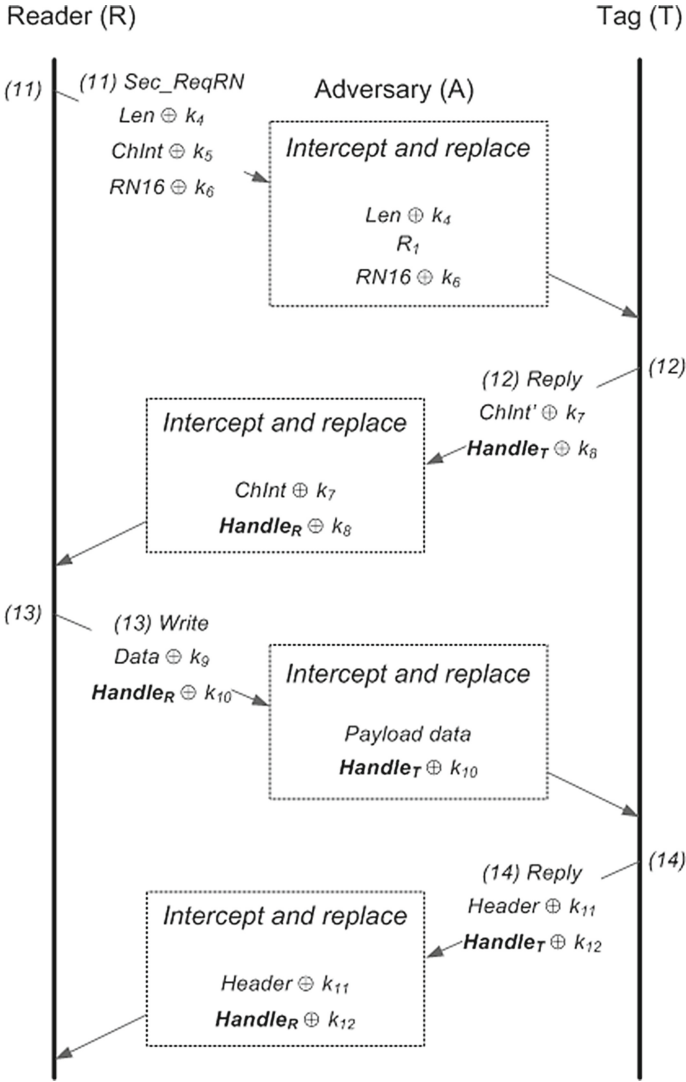 Reader (R)
Tag (T)
(11)
(11) Sec_ReqRN
Len ⊕ k4
ChInt ⊕ k5
RN16 ⊕ k6
Adversary (A)
Intercept and replace
Len ⊕ k4
R1
RN16 ⊕ k6
(12)
(12) Reply
ChInt' ⊕ k7
HandleT ⊕ k8
Intercept and replace
ChInt ⊕ k7
HandleR ⊕ k8
(13)
(13) Write
Data ⊕ k9
HandleR ⊕ k10
Intercept and replace
Payload data
HandleT ⊕ k10
(14)
(14) Reply
Header ⊕ k11
HandleT ⊕ k12
Intercept and replace
Header ⊕ k11
HandleR ⊕ k12